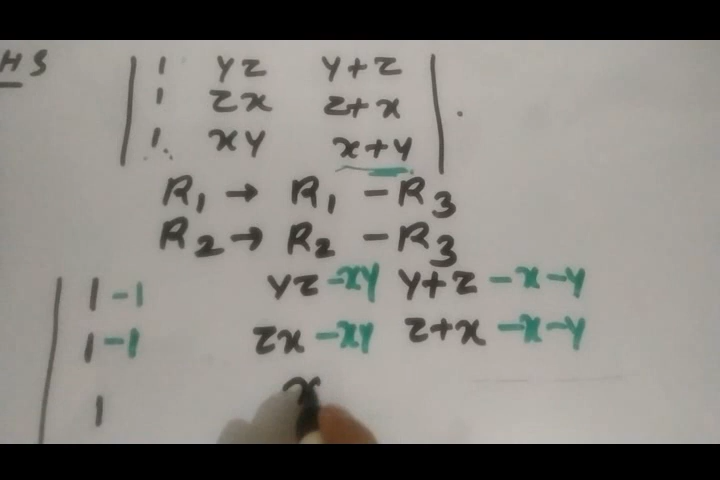 HS
1 yz y+z
1 zx z+x
1 xy x+y
R1 → R1 - R3
R2 → R2 - R3
1-1 yz-xy y+z-x-y
1-1 zx-xy z+x-x-y
1 x